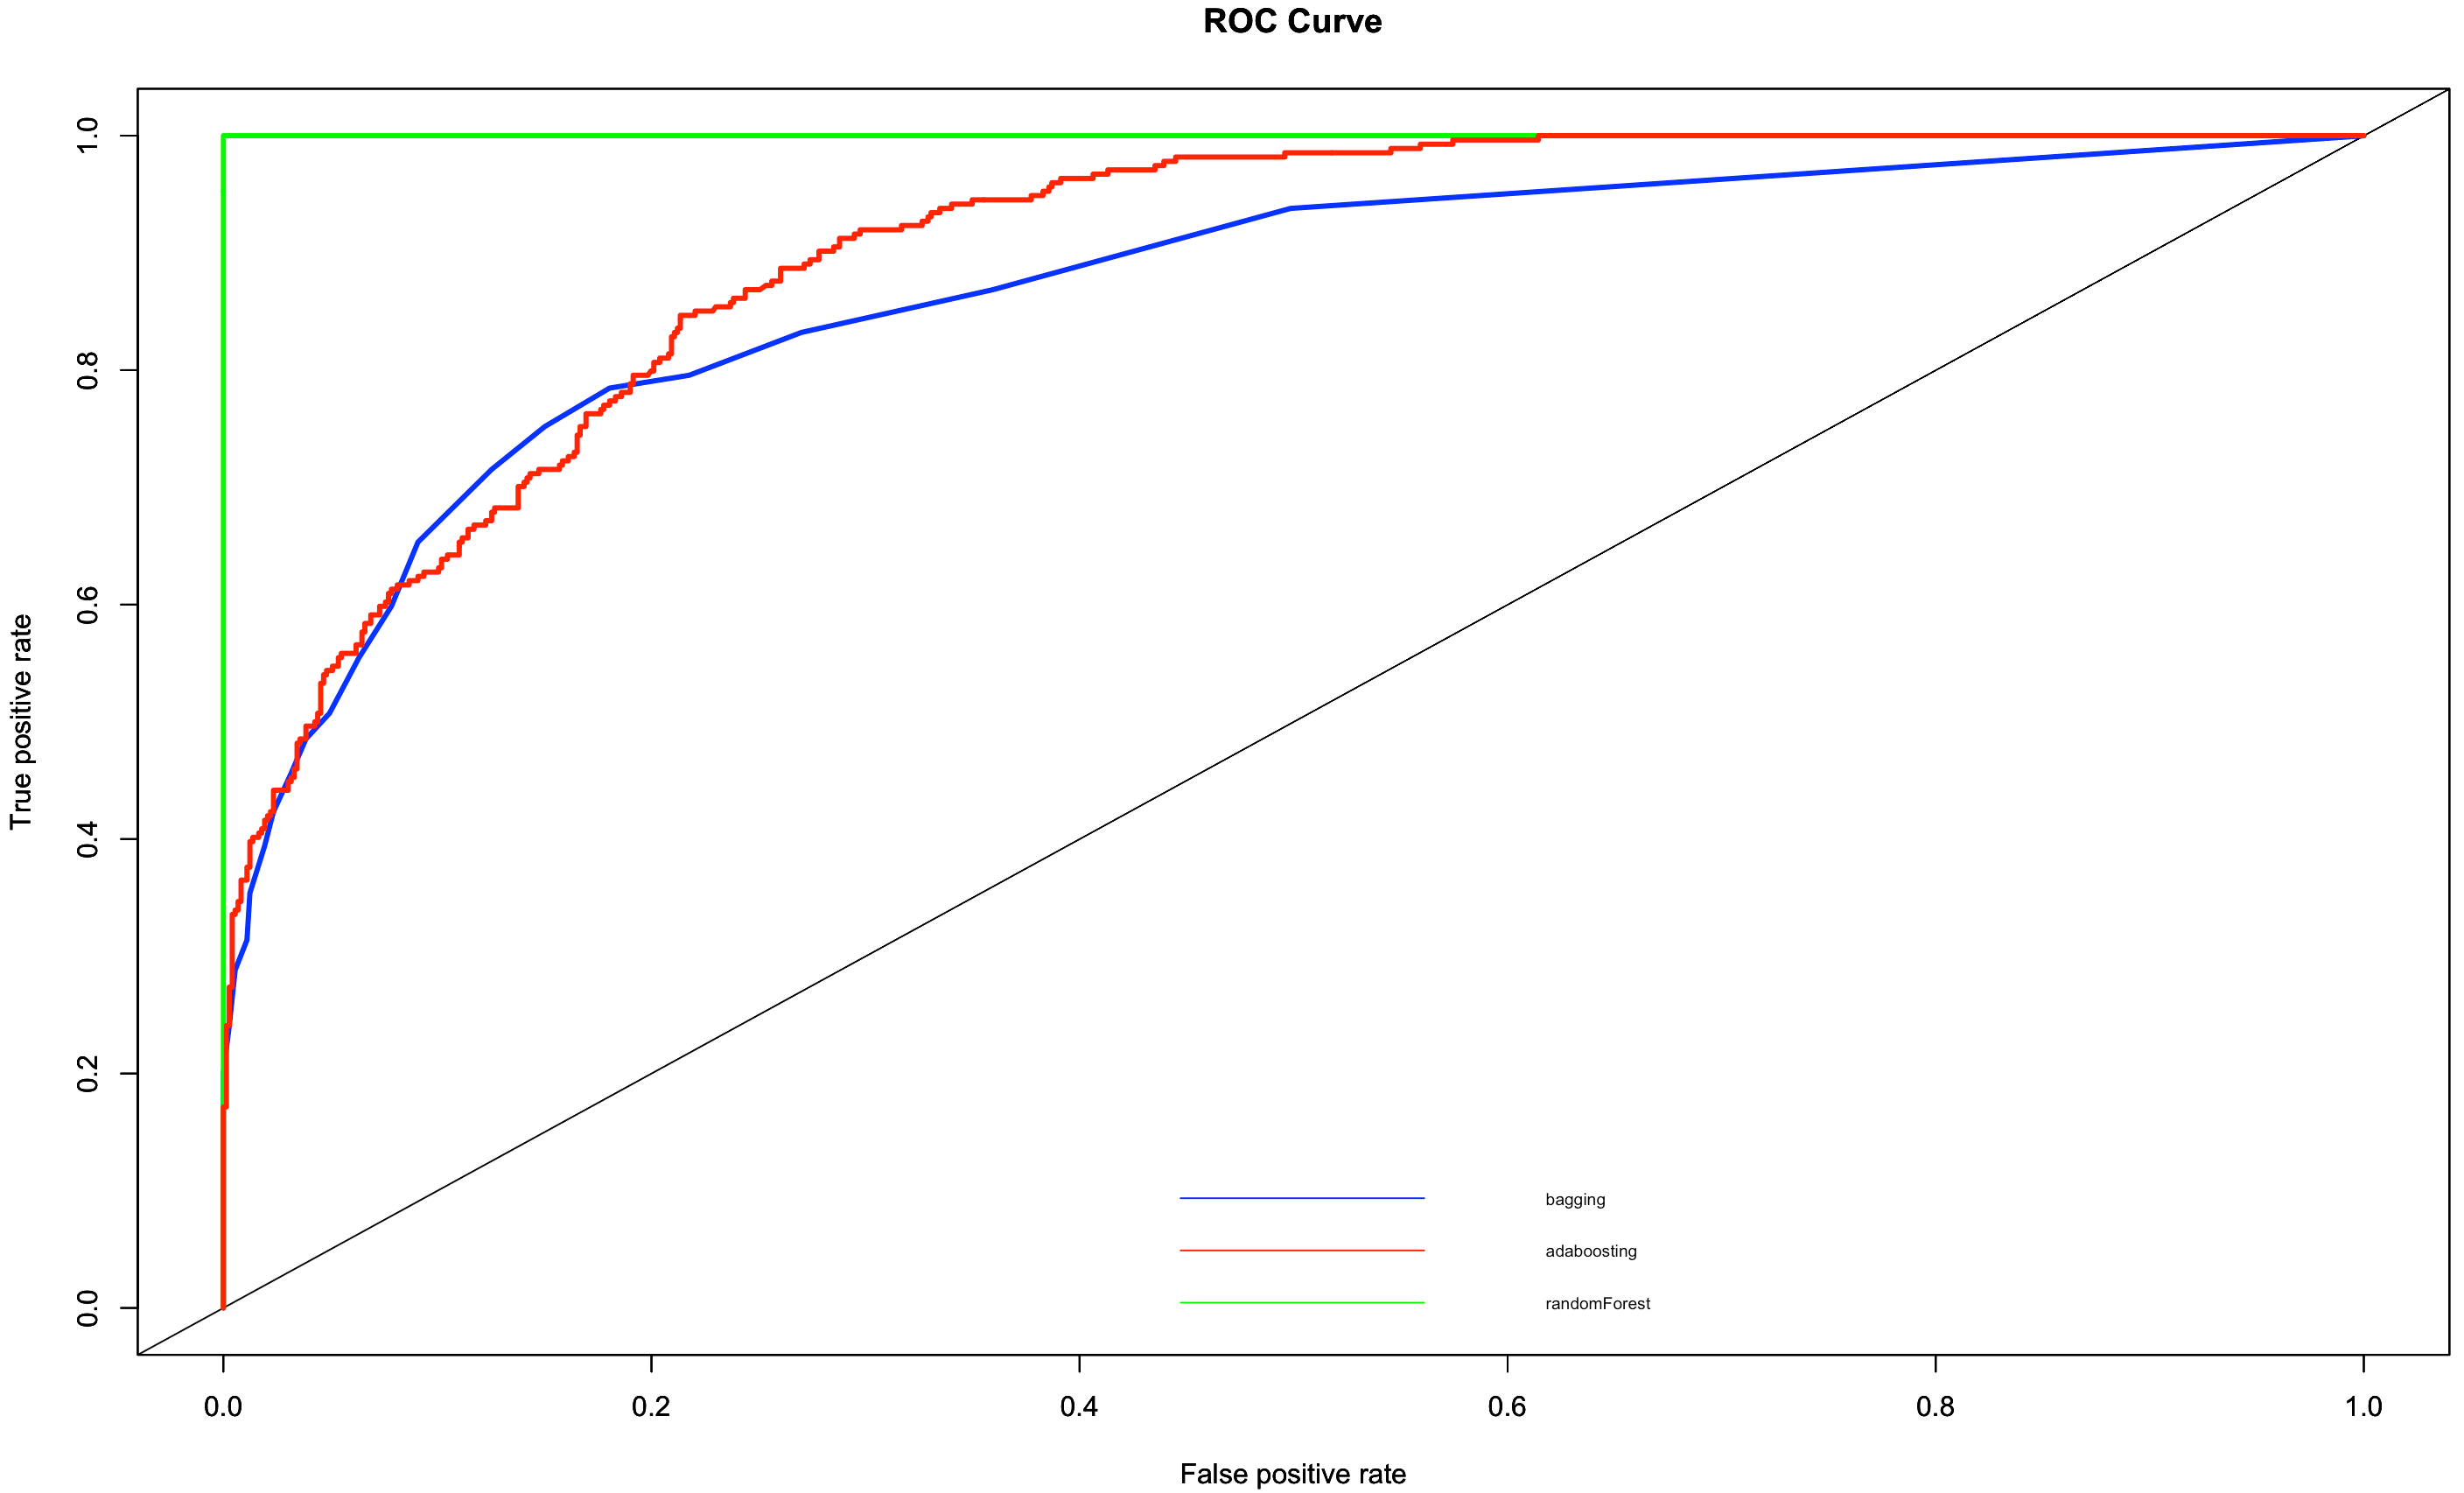 ROC Curve
1.0
0.8
0.6
0.4
0.2
0.0
True positive rate
bagging
adaboosting
randomForest
0.0 0.2 0.4 0.6 0.8 1.0
False positive rate